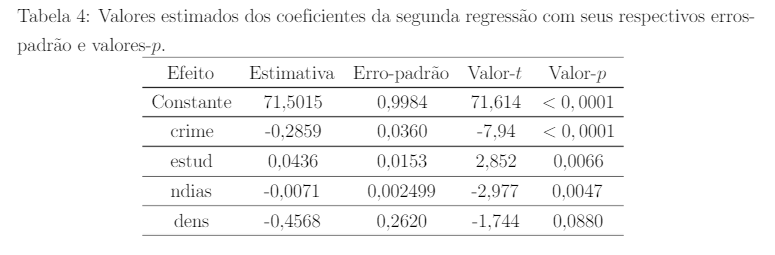 Tabela 4: Valores estimados dos coeficientes da segunda regressão com seus respectivos erros-
padrão e valores-p.
Efeito Estimativa Erro-padrão Valor-t Valor-p
Constante 71,5015 0,9984 71,614 < 0,0001
crime -0,2859 0,0360 -7,94 < 0,0001
estud 0,0436 0,0153 2,852 0,0066
ndias -0,0071 0,002499 -2,977 0,0047
dens -0,4568 0,2620 -1,744 0,0880